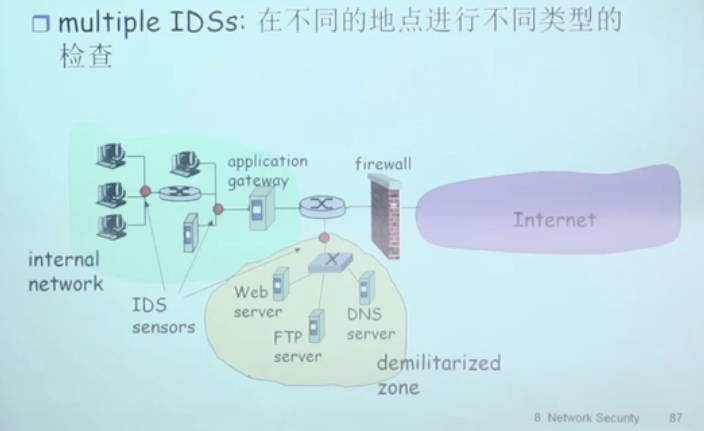 multiple IDSs: 在不同的地点进行不同类型的
检查
application
gateway
firewall
Internet
internal
network
IDS
sensors
Web
server
FTP
server
DNS
server
demilitarized
zone
8: Network Security 87